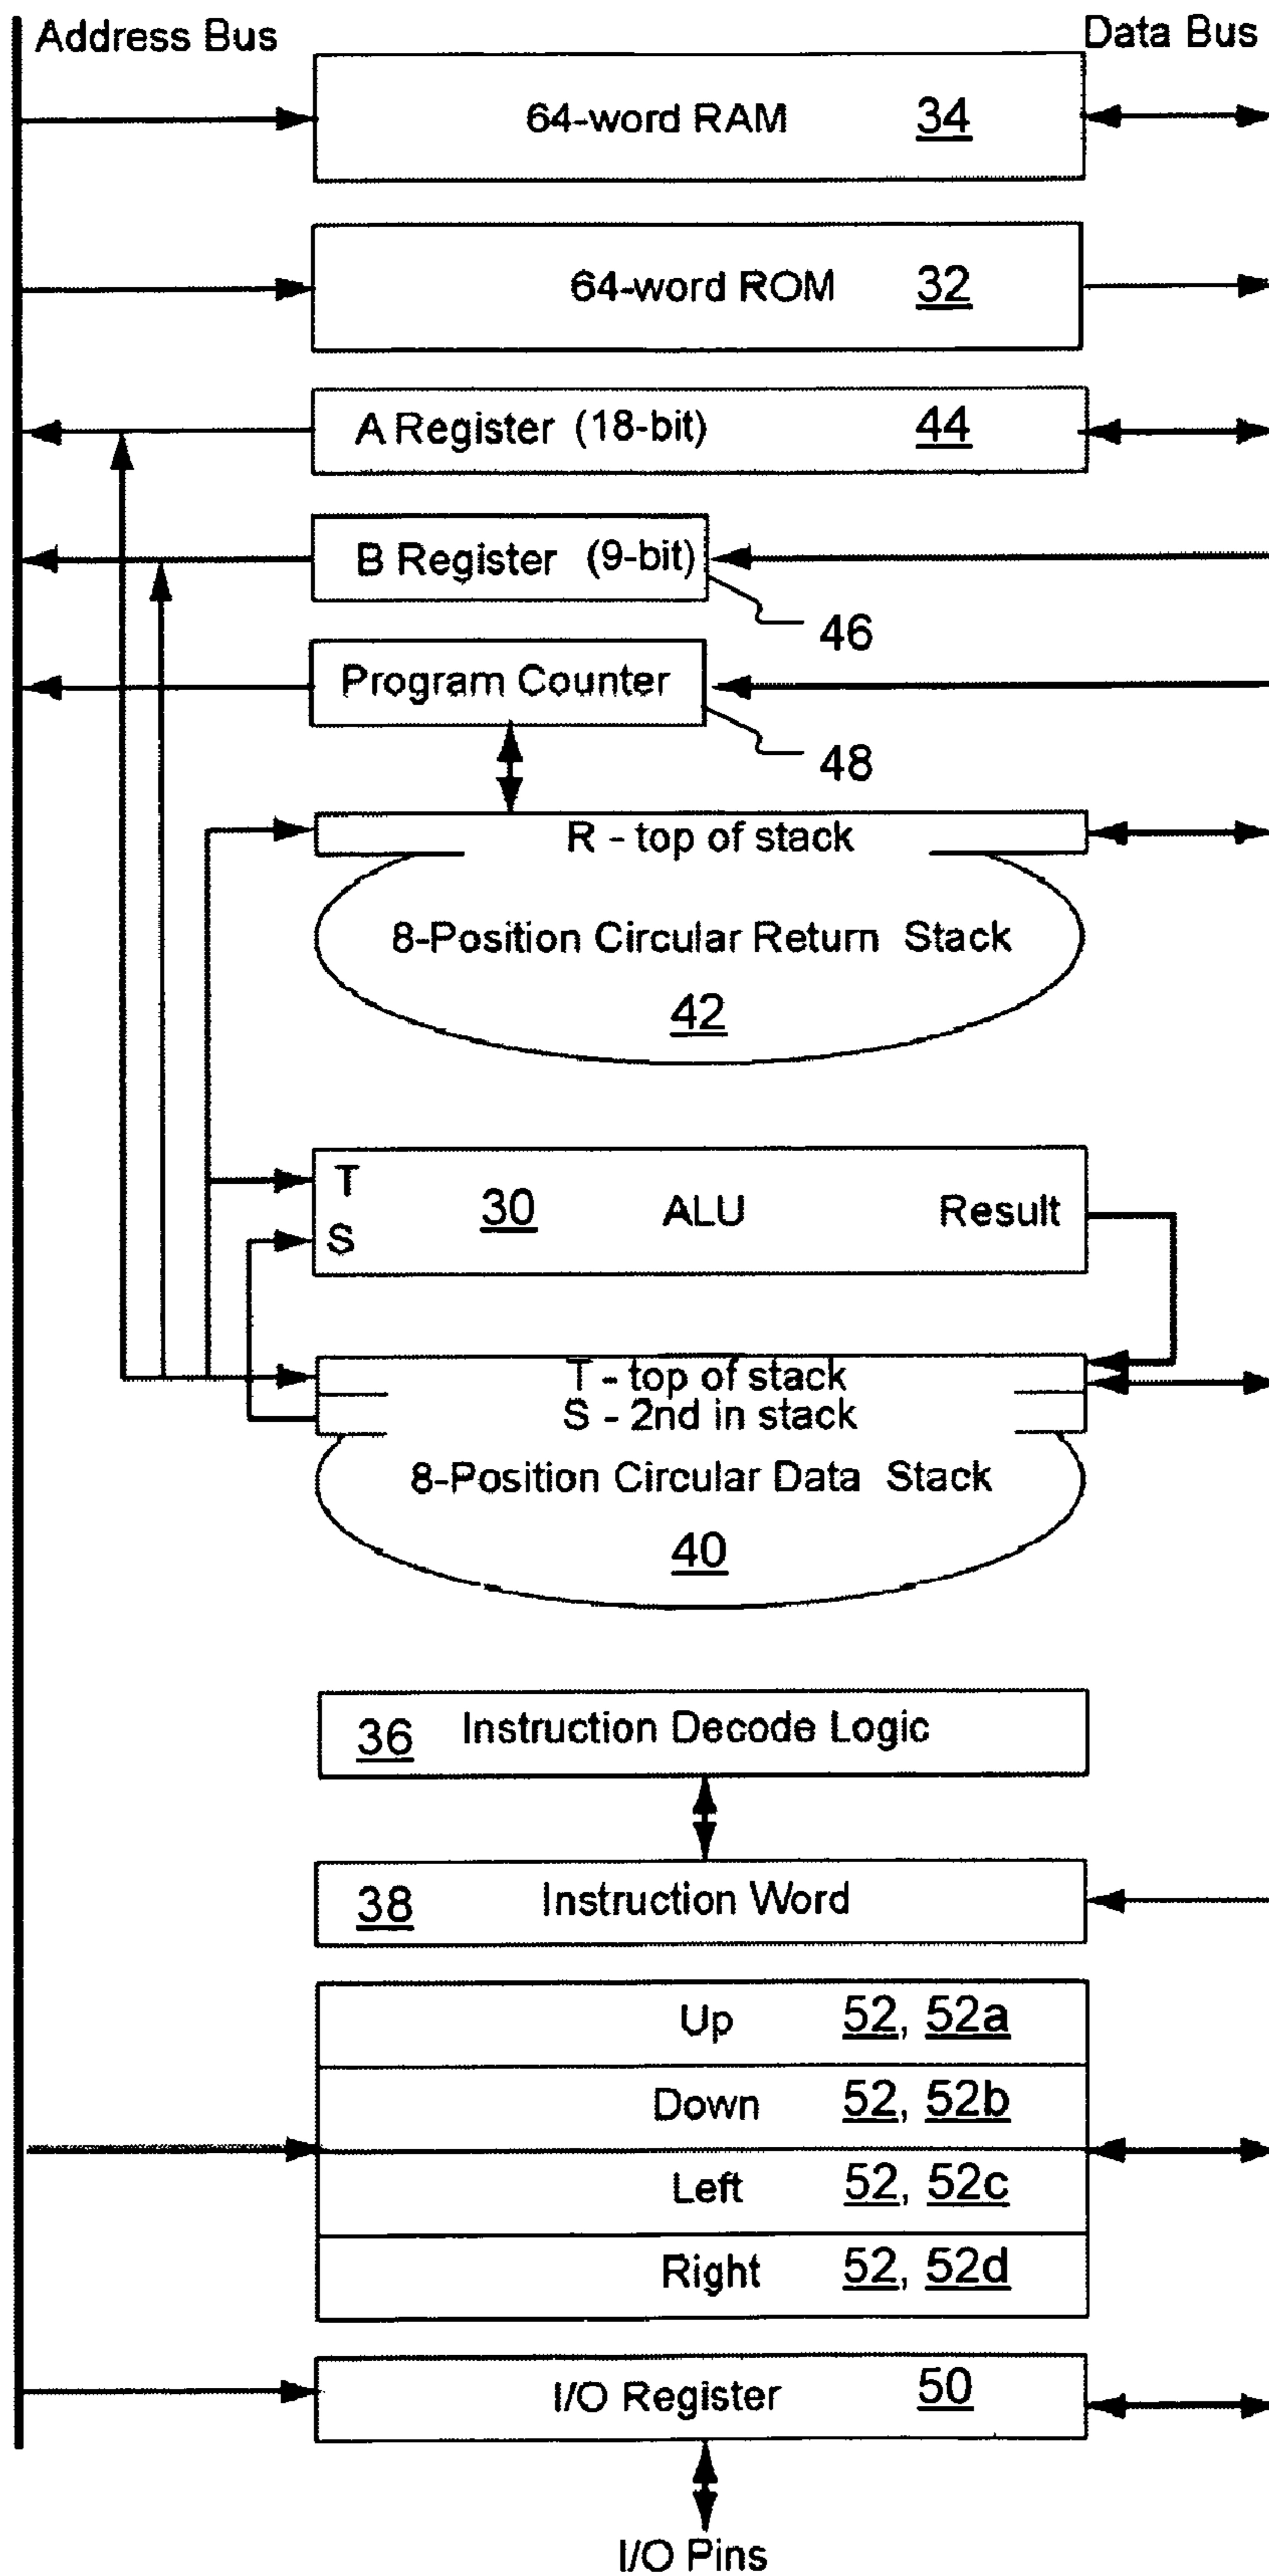 Address Bus
Data Bus
64-word RAM 34
64-word ROM 32
A Register (18-bit) 44
B Register (9-bit)
46
Program Counter
48
R - top of stack
8-Position Circular Return Stack
42
T
30 ALU Result
S
T - top of stack
S - 2nd in stack
8-Position Circular Data Stack
40
36 Instruction Decode Logic
38 Instruction Word
Up 52, 52a
Down 52, 52b
Left 52, 52c
Right 52, 52d
I/O Register 50
I/O Pins